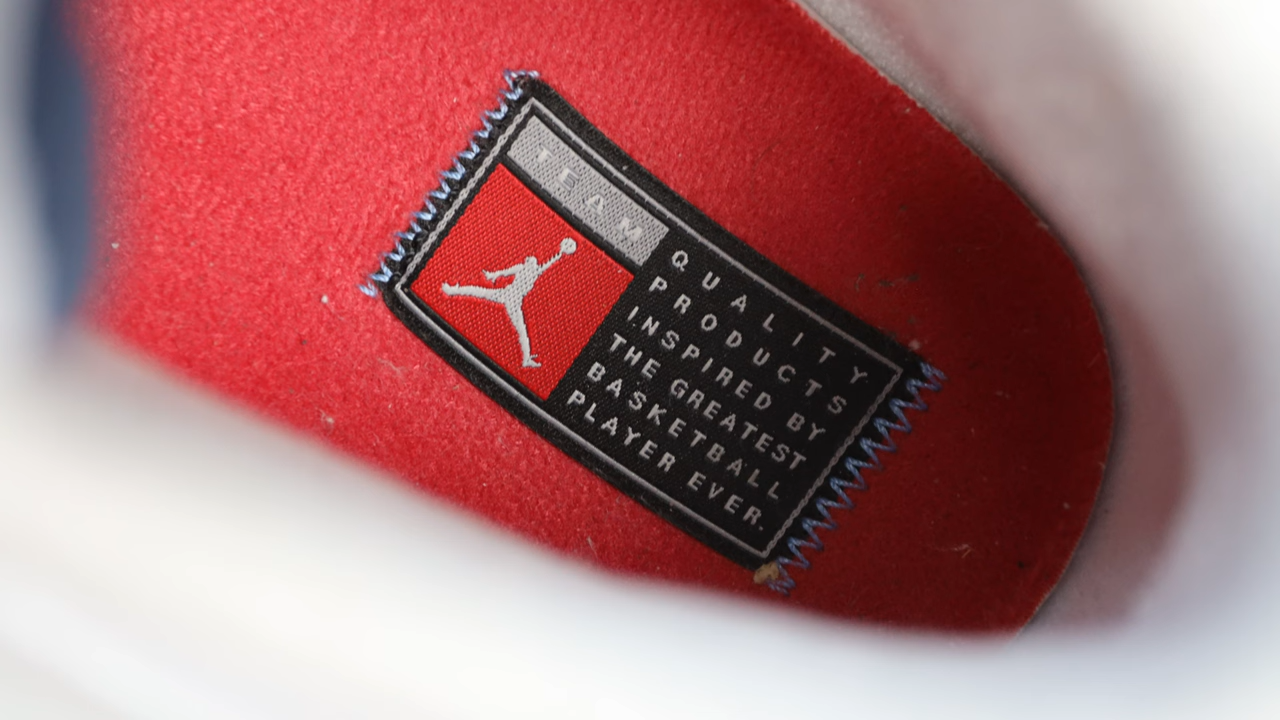 TEAM
QUALITY
PRODUCTS
INSPIRED BY
THE GREATEST
BASKETBALL
PLAYER EVER.